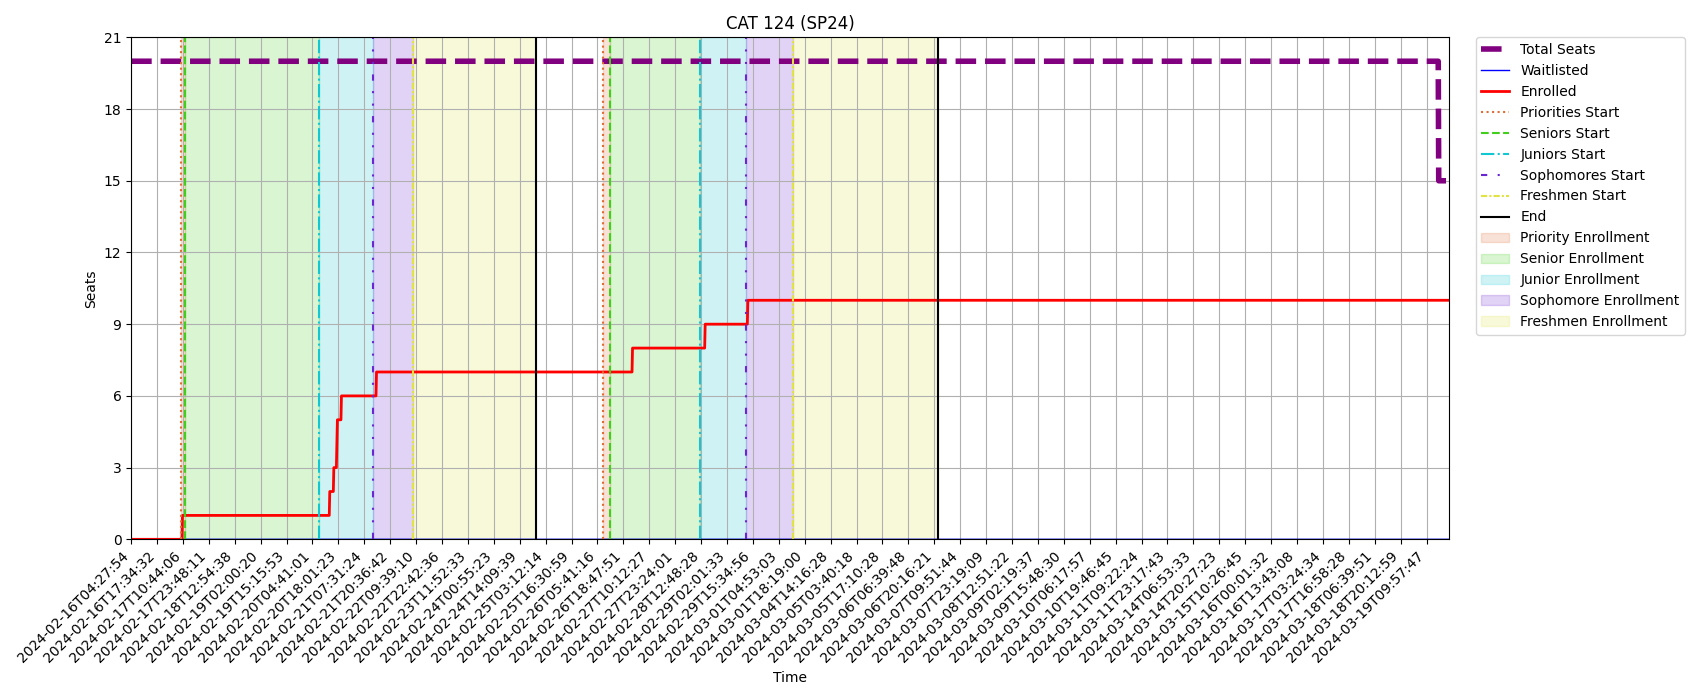 CAT 124 (SP24)
21
18
15
12
9
6
3
0
Seats
2024-02-16T04:27:54
2024-02-16T17:34:32
2024-02-17T10:44:06
2024-02-17T23:48:11
2024-02-18T12:54:38
2024-02-19T02:00:20
2024-02-19T15:15:53
2024-02-20T04:41:01
2024-02-20T18:01:23
2024-02-21T07:31:24
2024-02-21T20:36:42
2024-02-22T09:39:10
2024-02-22T22:42:36
2024-02-23T11:52:33
2024-02-24T00:55:23
2024-02-24T14:09:39
2024-02-25T03:12:14
2024-02-25T16:30:59
2024-02-26T05:41:16
2024-02-26T18:47:51
2024-02-27T10:12:27
2024-02-27T23:24:01
2024-02-28T12:48:28
2024-02-29T02:01:33
2024-02-29T15:34:56
2024-03-01T04:53:03
2024-03-01T18:19:00
2024-03-04T14:16:28
2024-03-05T03:40:18
2024-03-05T17:10:28
2024-03-06T06:39:48
2024-03-06T20:16:21
2024-03-07T09:51:44
2024-03-07T23:19:09
2024-03-08T12:51:22
2024-03-09T02:19:37
2024-03-09T15:48:30
2024-03-10T06:17:57
2024-03-10T19:46:45
2024-03-11T09:22:24
2024-03-11T23:17:43
2024-03-14T06:53:33
2024-03-14T20:27:23
2024-03-15T10:26:45
2024-03-16T00:01:32
2024-03-16T13:43:08
2024-03-17T03:24:34
2024-03-17T16:58:28
2024-03-18T06:39:51
2024-03-18T20:12:59
2024-03-19T09:57:47
Time
Total Seats
Waitlisted
Enrolled
Priorities Start
Seniors Start
Juniors Start
Sophomores Start
Freshmen Start
End
Priority Enrollment
Senior Enrollment
Junior Enrollment
Sophomore Enrollment
Freshmen Enrollment